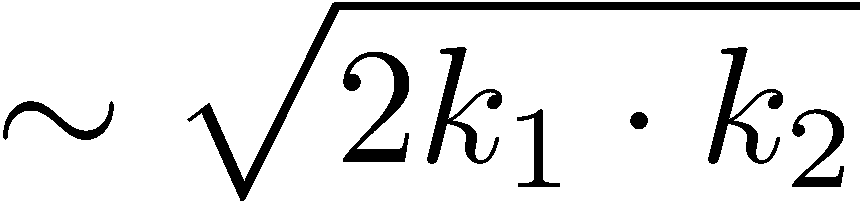 ∼ √(2k₁ · k₂)